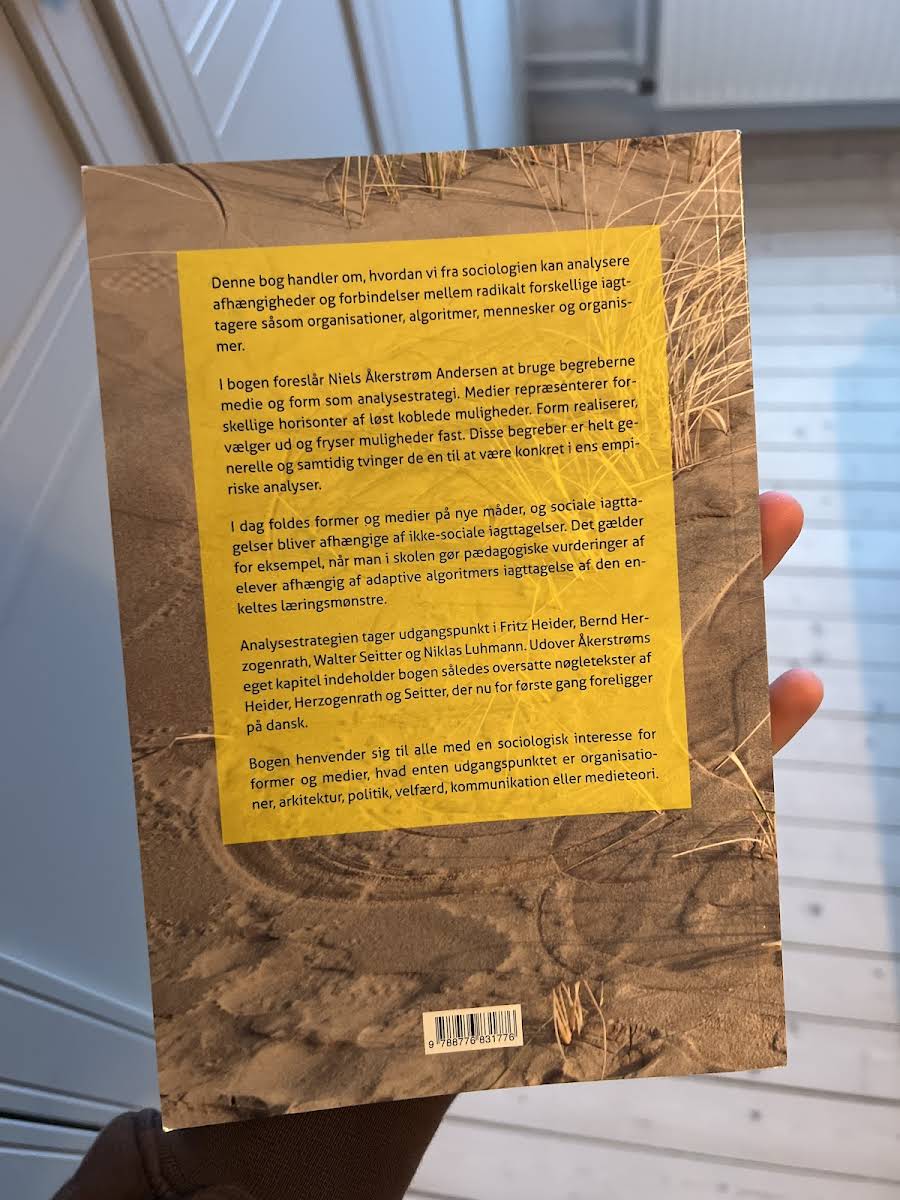 Denne bog handler om, hvordan vi fra sociologien kan analysere
afhængigheder og forbindelser mellem radikalt forskellige iagt-
tagere såsom organisationer, algoritmer, mennesker og organis-
mer.
I bogen foreslår Niels Åkerstrøm Andersen at bruge begreberne
medie og form som analysestrategi. Medier repræsenterer for-
skellige horisonter af løst koblede muligheder. Form realiserer,
vælger ud og fryser muligheder fast. Disse begreber er helt ge-
nerelle og samtidig tvinger de en til at være konkret i ens empi-
riske analyser.
I dag foldes former og medier på nye måder, og sociale iagtta-
gelser bliver afhængige af ikke-sociale iagttagelser. Det gælder
for eksempel, når man i skolen gør pædagogiske vurderinger af
elever afhængig af adaptive algoritmers iagttagelse af den en-
keltes læringsmønstre.
Analysestrategien tager udgangspunkt i Fritz Heider, Bernd Her-
zogenrath, Walter Seitter og Niklas Luhmann. Udover Åkerstrøms
eget kapitel indeholder bogen således oversatte nøgletekster af
Heider, Herzogenrath og Seitter, der nu for første gang foreligger
på dansk.
Bogen henvender sig til alle med en sociologisk interesse for
former og medier, hvad enten udgangspunktet er organisatio-
ner, arkitektur, politik, velfærd, kommunikation eller medieteori.
9 788776 831776